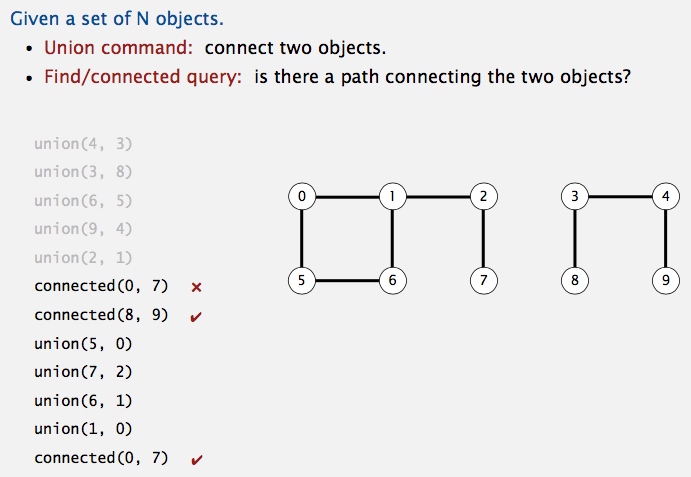 Given a set of N objects.
• Union command: connect two objects.
• Find/connected query: is there a path connecting the two objects?
union(4, 3)
union(3, 8)
union(6, 5)
union(9, 4)
union(2, 1)
connected(0, 7) ×
connected(8, 9) ✔
union(5, 0)
union(7, 2)
union(6, 1)
union(1, 0)
connected(0, 7) ✔
0 1 2 3 4
5 6 7 8 9